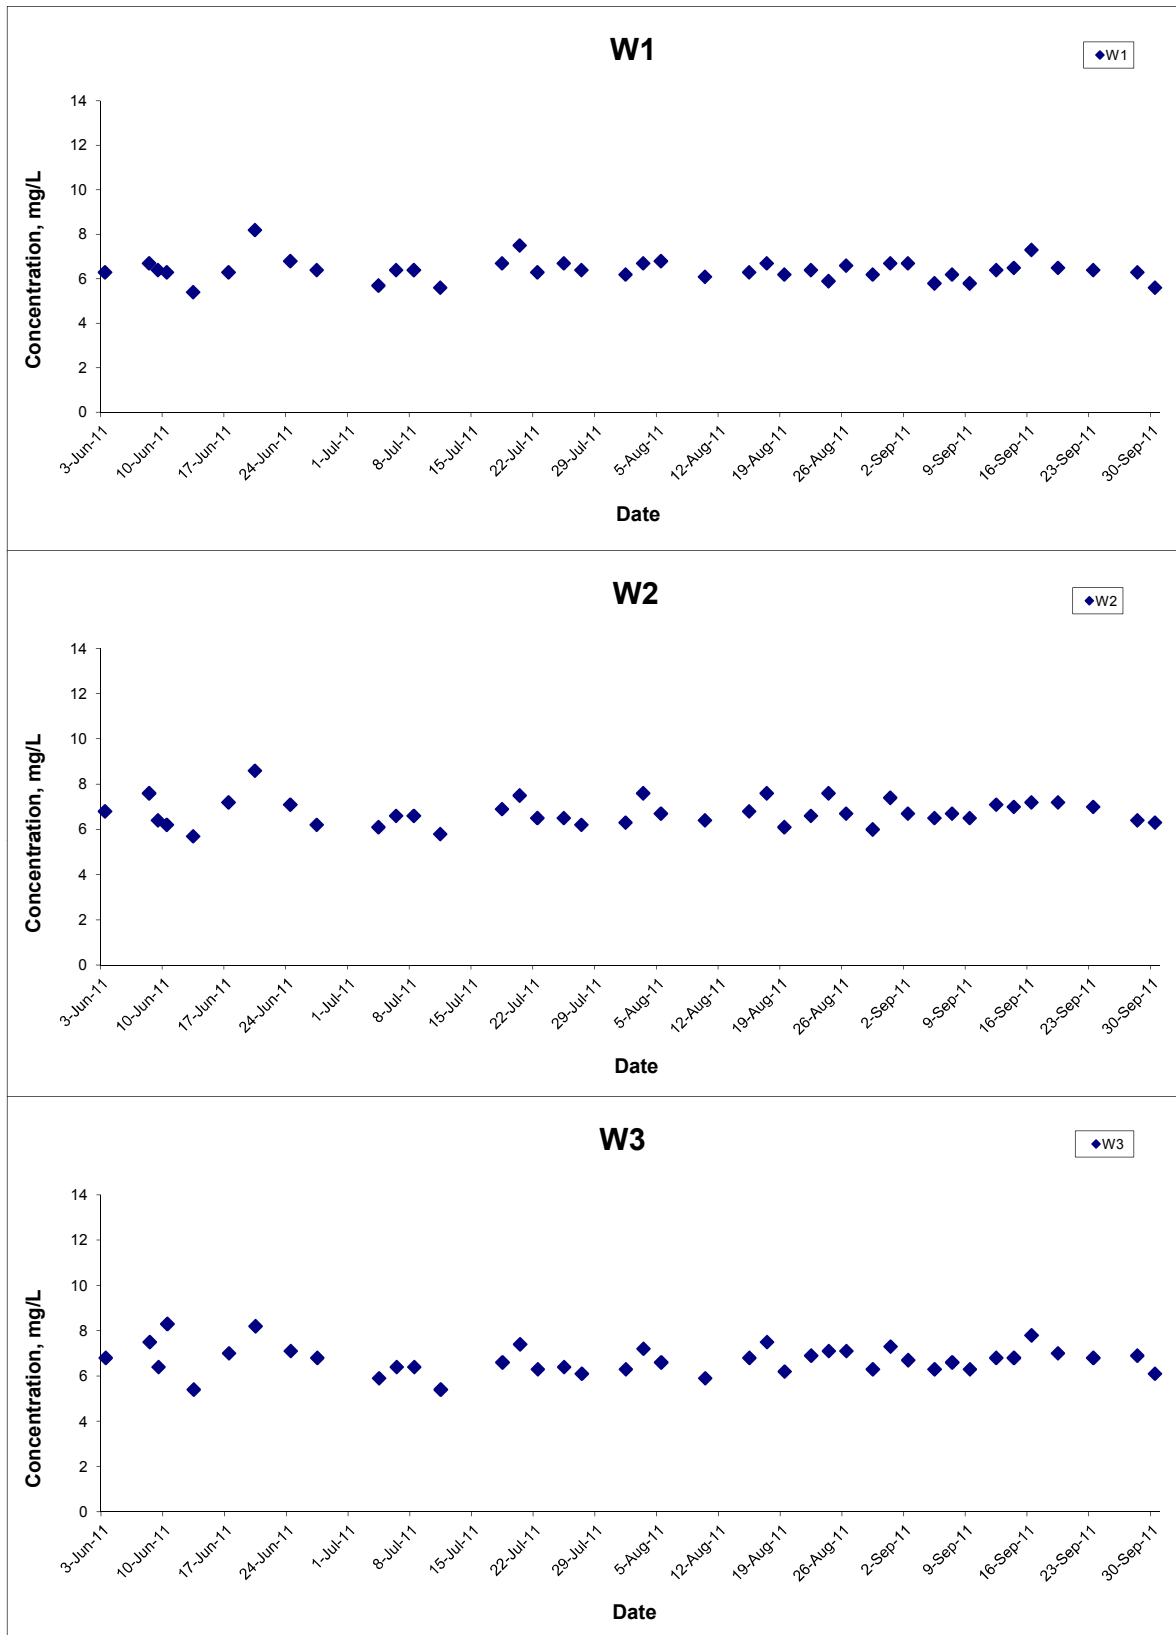 W1
W1
14
12
10
8
6
4
2
0
Concentration, mg/L
3-Jun-11 10-Jun-11 17-Jun-11 24-Jun-11 1-Jul-11 8-Jul-11 15-Jul-11 22-Jul-11 29-Jul-11 5-Aug-11 12-Aug-11 19-Aug-11 26-Aug-11 2-Sep-11 9-Sep-11 16-Sep-11 23-Sep-11 30-Sep-11
Date
W2
W2
14
12
10
8
6
4
2
0
Concentration, mg/L
3-Jun-11 10-Jun-11 17-Jun-11 24-Jun-11 1-Jul-11 8-Jul-11 15-Jul-11 22-Jul-11 29-Jul-11 5-Aug-11 12-Aug-11 19-Aug-11 26-Aug-11 2-Sep-11 9-Sep-11 16-Sep-11 23-Sep-11 30-Sep-11
Date
W3
W3
14
12
10
8
6
4
2
0
Concentration, mg/L
3-Jun-11 10-Jun-11 17-Jun-11 24-Jun-11 1-Jul-11 8-Jul-11 15-Jul-11 22-Jul-11 29-Jul-11 5-Aug-11 12-Aug-11 19-Aug-11 26-Aug-11 2-Sep-11 9-Sep-11 16-Sep-11 23-Sep-11 30-Sep-11
Date